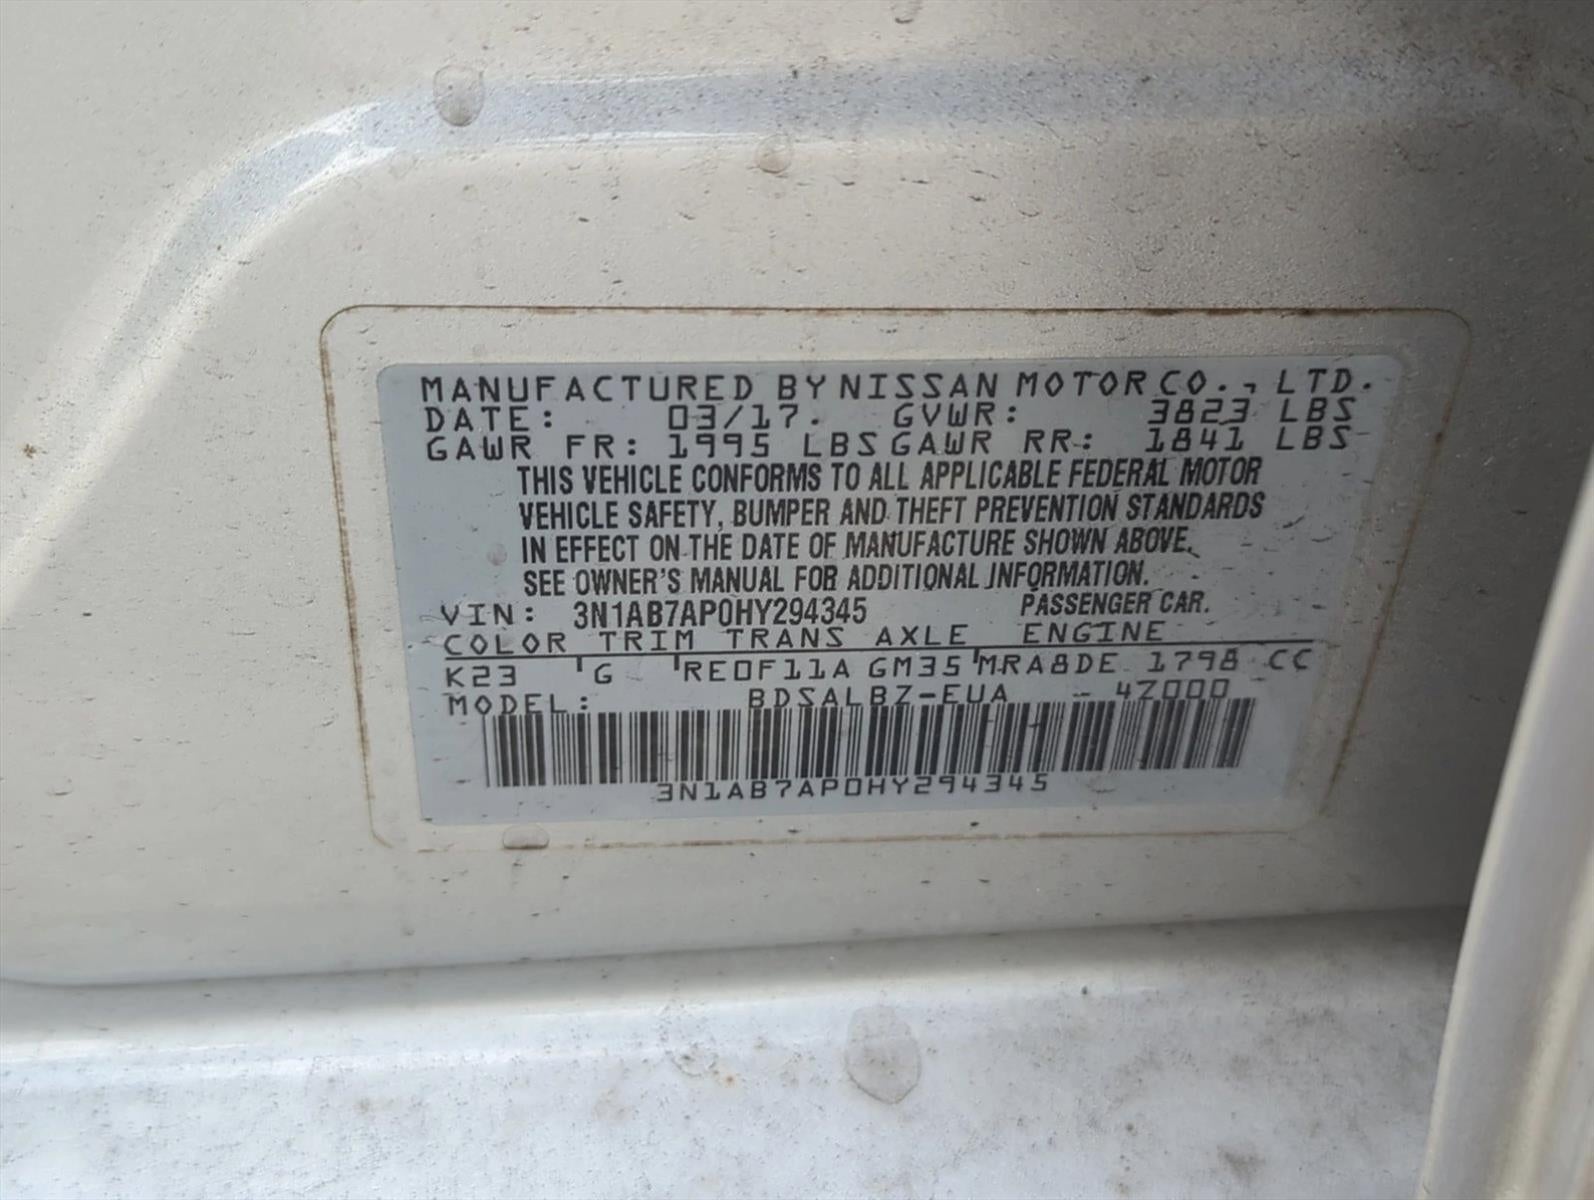 MANUFACTURED BY NISSAN MOTOR CO., LTD.
DATE: 03/17. GVWR: 3823 LBS
GAWR FR: 1995 LBS GAWR RR: 1841 LBS
THIS VEHICLE CONFORMS TO ALL APPLICABLE FEDERAL MOTOR
VEHICLE SAFETY, BUMPER AND THEFT PREVENTION STANDARDS
IN EFFECT ON THE DATE OF MANUFACTURE SHOWN ABOVE.
SEE OWNER'S MANUAL FOR ADDITIONAL INFORMATION.
VIN: 3N1AB7AP0HY294345 PASSENGER CAR.
COLOR TRIM TRANS AXLE ENGINE
K23 G RE0F11A GM35 MRA8DE 1798 CC
MODEL: BDSALBZ-EUA - 4Z000
3N1AB7AP0HY294345